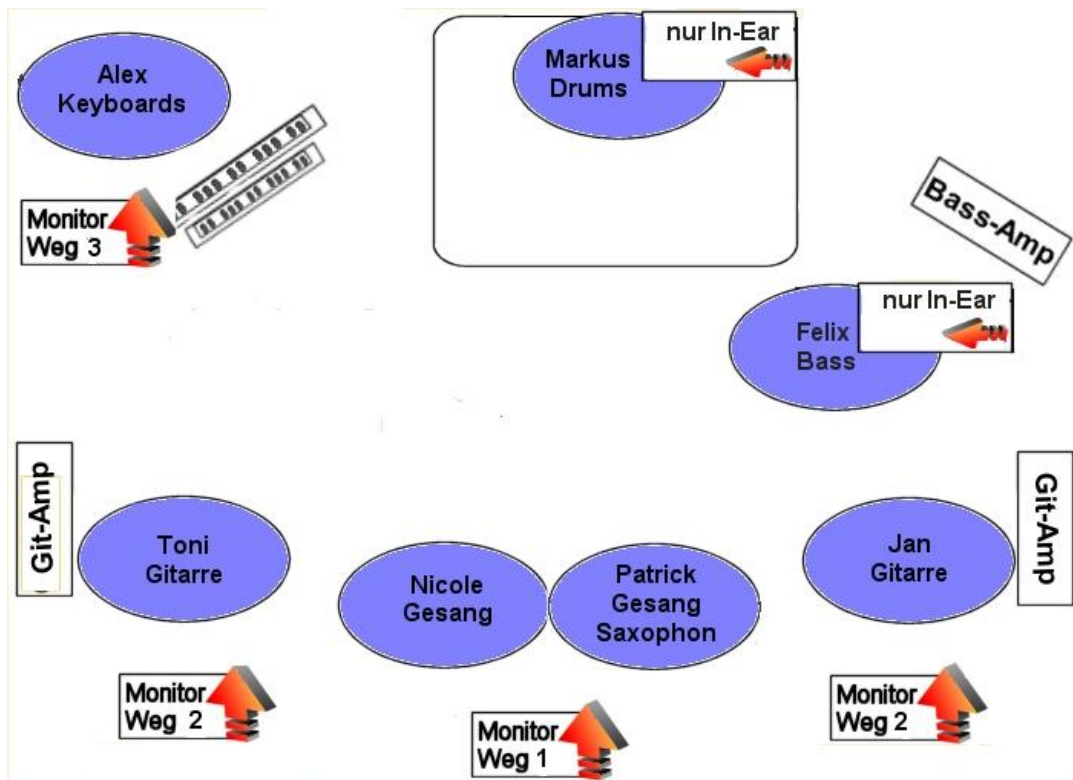 Alex
Keyboards
Markus
Drums
nur In-Ear
Monitor
Weg 3
Bass-Amp
nur In-Ear
Felix
Bass
Git-Amp
Toni
Gitarre
Nicole
Gesang
Patrick
Gesang
Saxophon
Jan
Gitarre
Git-Amp
Monitor
Weg 2
Monitor
Weg 1
Monitor
Weg 2